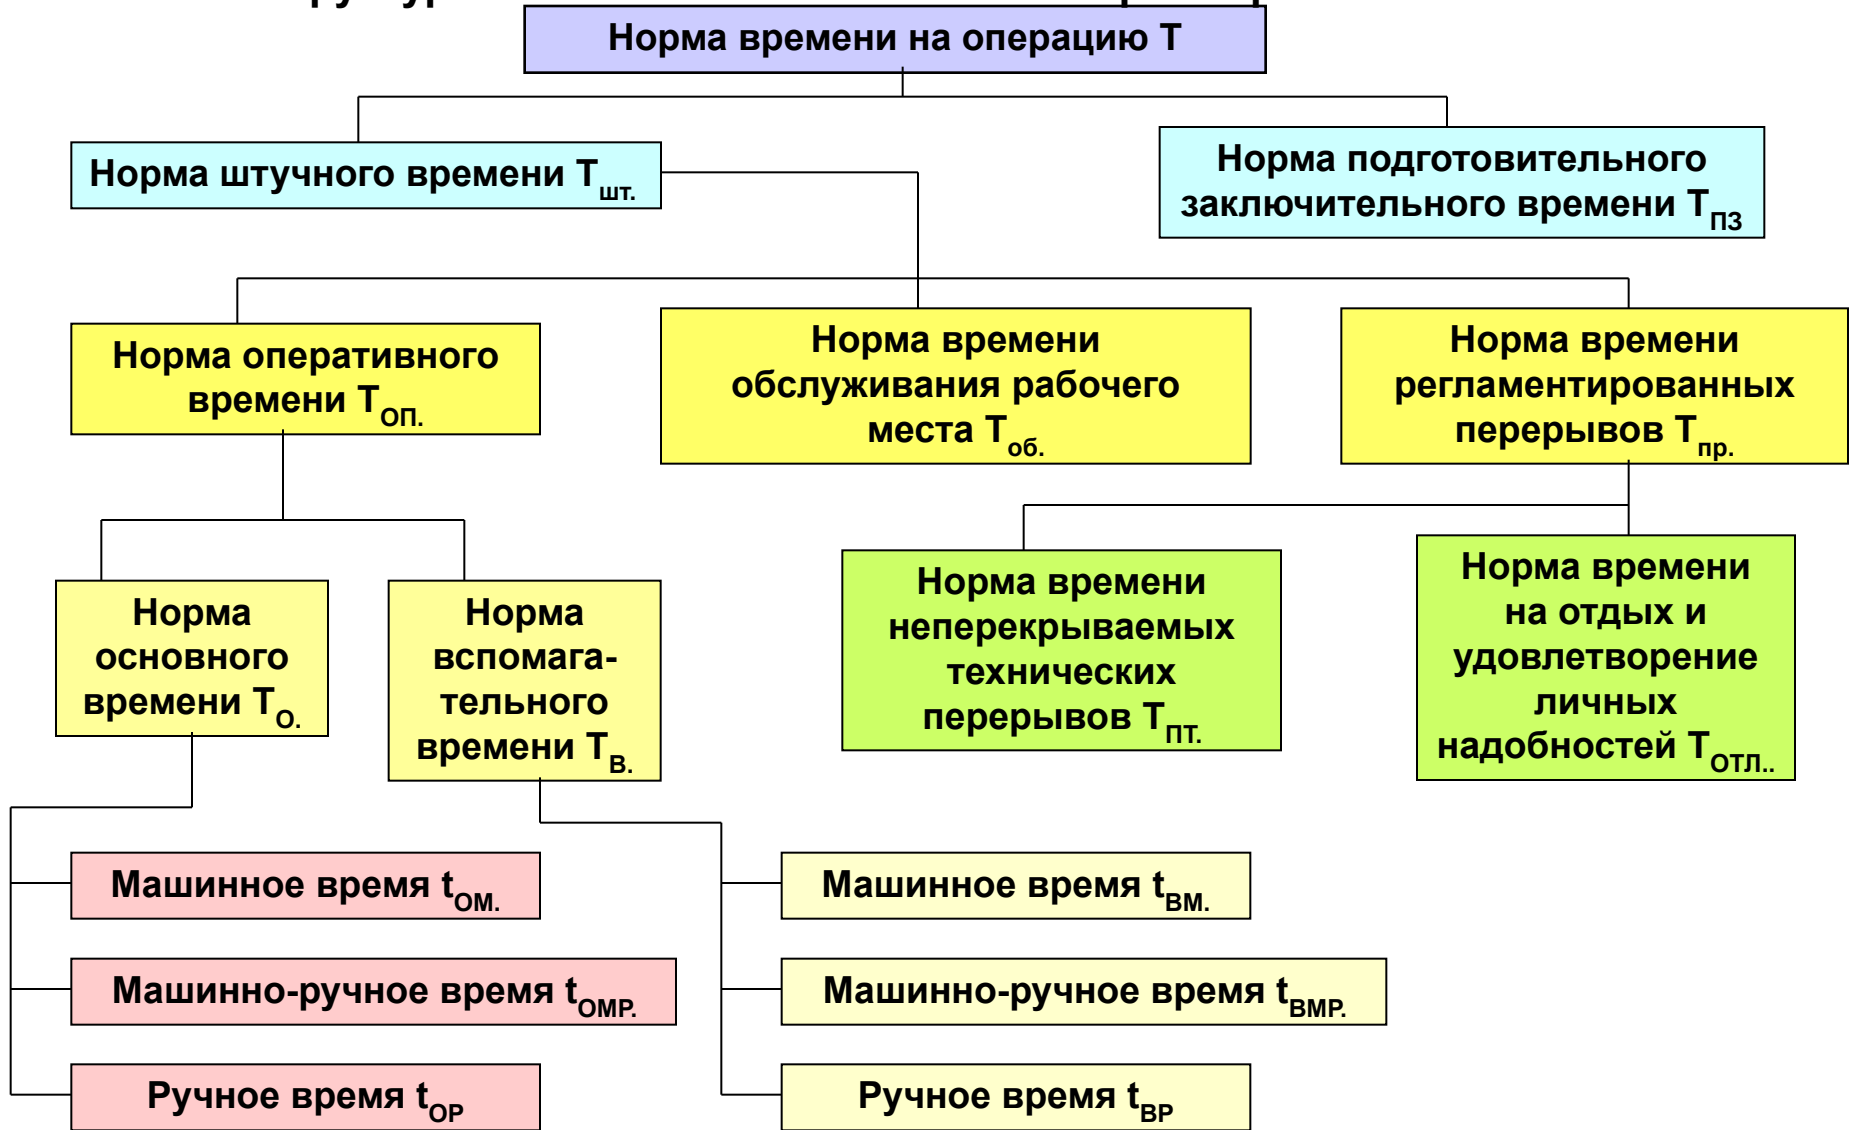 Норма времени на операцию Т
Норма штучного времени Тшт.
Норма подготовительного
заключительного времени ТПЗ
Норма оперативного
времени ТОП.
Норма времени
обслуживания рабочего
места Тоб.
Норма времени
регламентированных
перерывов Тпр.
Норма
основного
времени ТО.
Норма
вспомага-
тельного
времени ТВ.
Норма времени
неперекрываемых
технических
перерывов ТПТ.
Норма времени
на отдых и
удовлетворение
личных
надобностей ТОТЛ..
Машинное время tОМ.
Машинно-ручное время tОМР.
Ручное время tОР
Машинное время tВМ.
Машинно-ручное время tВМР.
Ручное время tВР